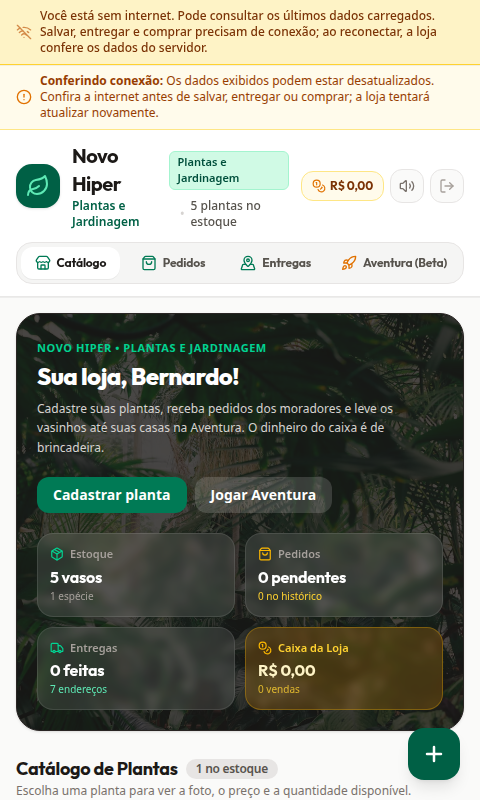 Você está sem internet. Pode consultar os últimos dados carregados.
Salvar, entregar e comprar precisam de conexão; ao reconectar, a loja
confere os dados do servidor.
Conferindo conexão: Os dados exibidos podem estar desatualizados.
Confira a internet antes de salvar, entregar ou comprar; a loja tentará
atualizar novamente.
Novo
Hiper
Plantas e
Jardinagem
Plantas e
Jardinagem
• 5 plantas no
estoque
R$ 0,00
Catálogo
Pedidos
Entregas
Aventura (Beta)
NOVO HIPER • PLANTAS E JARDINAGEM
Sua loja, Bernardo!
Cadastre suas plantas, receba pedidos dos moradores e leve os
vasinhos até suas casas na Aventura. O dinheiro do caixa é de
brincadeira.
Cadastrar planta
Jogar Aventura
Estoque
5 vasos
1 espécie
Pedidos
0 pendentes
0 no histórico
Entregas
0 feitas
7 endereços
Caixa da Loja
R$ 0,00
0 vendas
Catálogo de Plantas
1 no estoque
Escolha uma planta para ver a foto, o preço e a quantidade disponível.